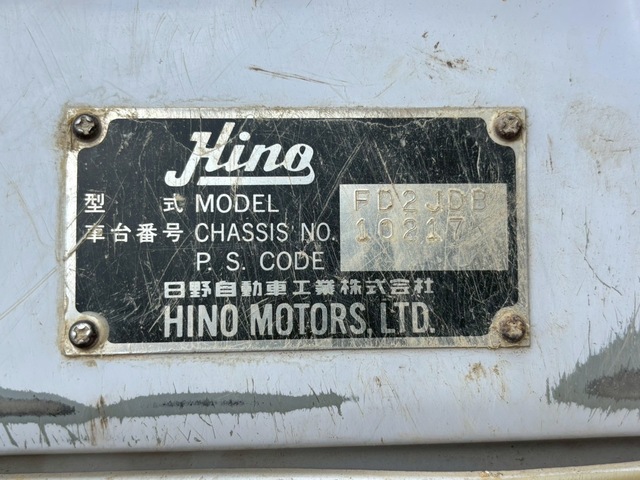 Hino
型式 MODEL FD2JDB
車台番号 CHASSIS NO. 10217
P. S. CODE
日野自動車工業株式会社
HINO MOTORS, LTD.